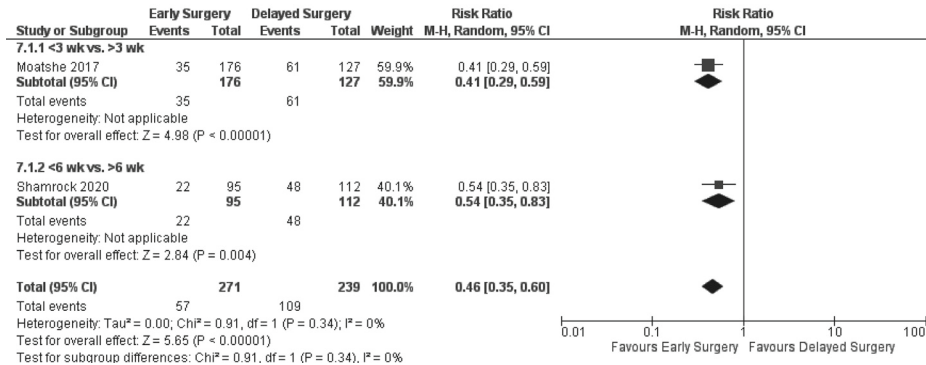 Early Surgery Delayed Surgery Risk Ratio Risk Ratio
Study or Subgroup Events Total Events Total Weight M-H, Random, 95% CI M-H, Random, 95% CI
7.1.1 <3 wk vs. >3 wk
Moatshe 2017 35 176 61 127 59.9% 0.41 [0.29, 0.59]
Subtotal (95% CI) 176 127 59.9% 0.41 [0.29, 0.59]
Total events 35 61
Heterogeneity: Not applicable
Test for overall effect: Z = 4.98 (P < 0.00001)
7.1.2 <6 wk vs. >6 wk
Shamrock 2020 22 95 48 112 40.1% 0.54 [0.35, 0.83]
Subtotal (95% CI) 95 112 40.1% 0.54 [0.35, 0.83]
Total events 22 48
Heterogeneity: Not applicable
Test for overall effect: Z = 2.84 (P = 0.004)
Total (95% CI) 271 239 100.0% 0.46 [0.35, 0.60]
Total events 57 109
Heterogeneity: Tau² = 0.00; Chi² = 0.91, df = 1 (P = 0.34); I² = 0%
Test for overall effect: Z = 5.65 (P < 0.00001)
Test for subgroup differences: Chi² = 0.91, df = 1 (P = 0.34), I² = 0%
0.01 0.1 1 10 100
Favours Early Surgery Favours Delayed Surgery